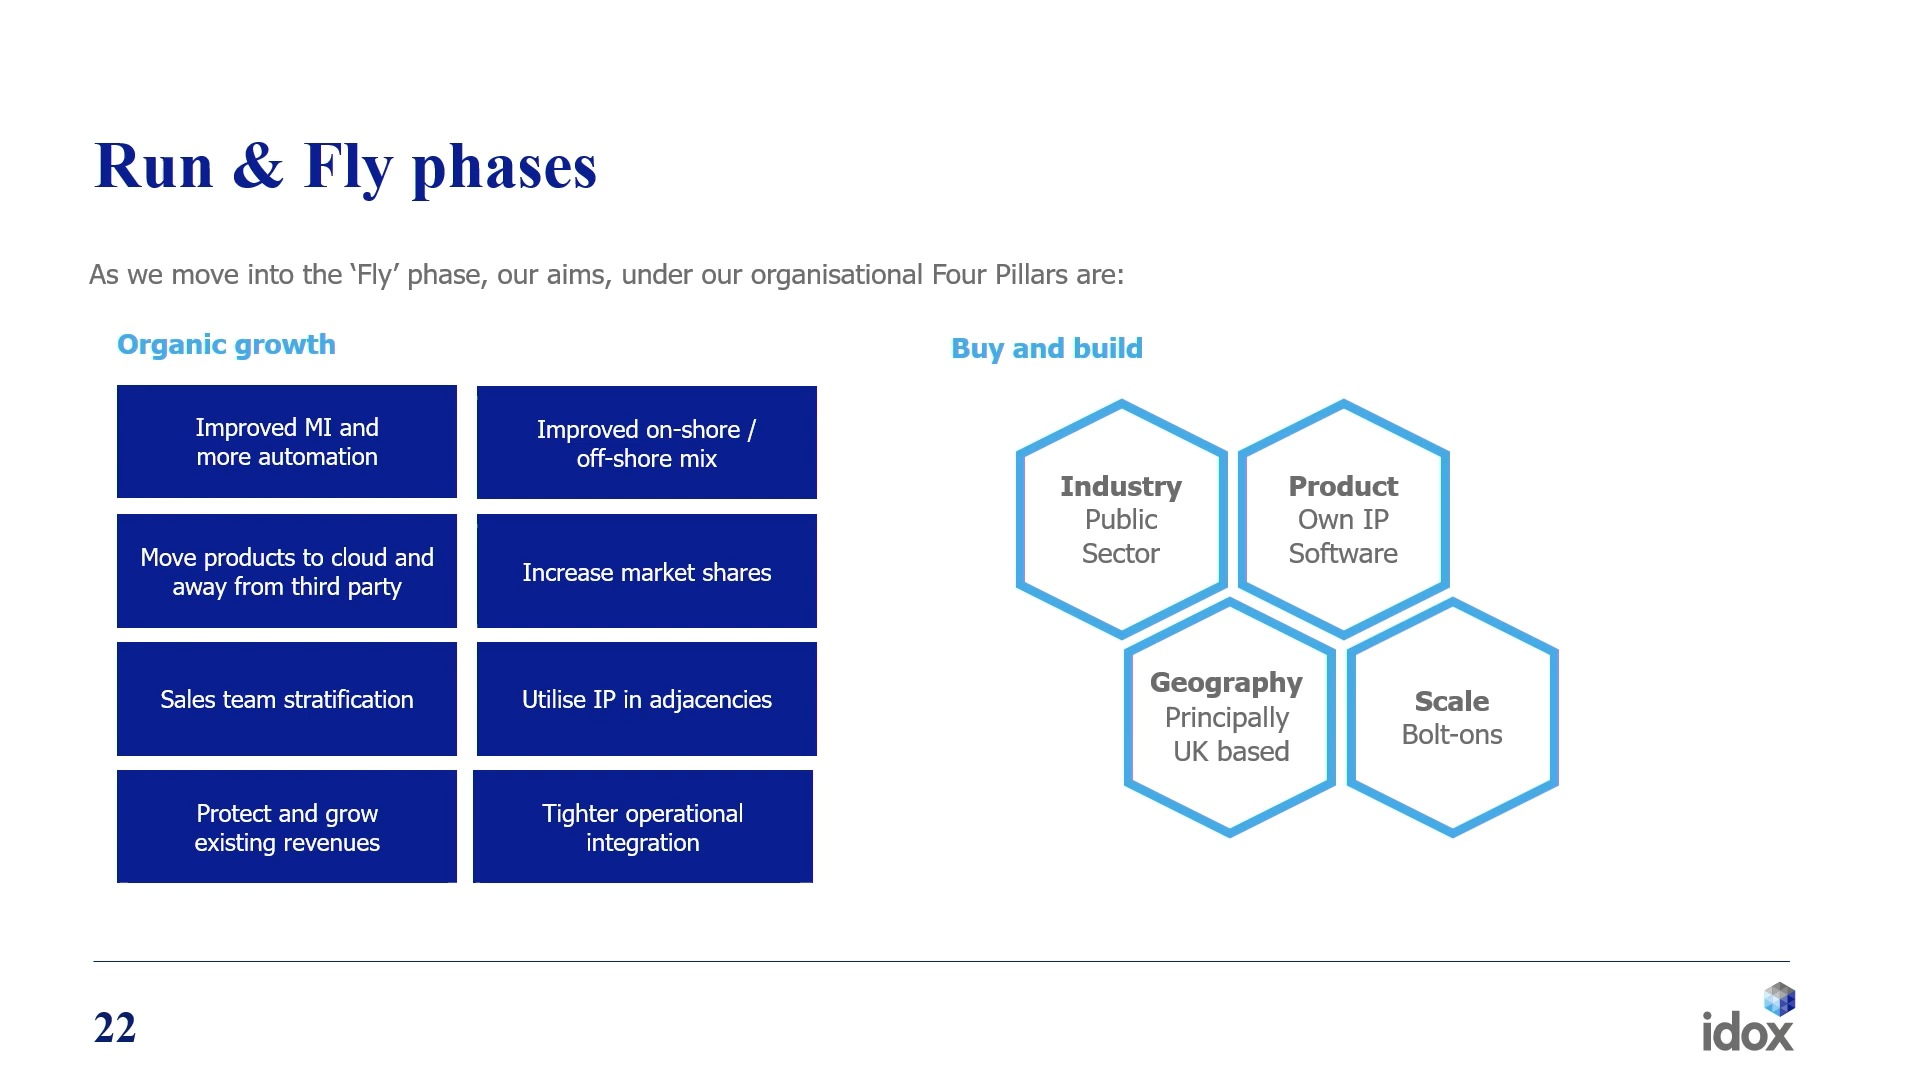 Run & Fly phases
As we move into the ‘Fly’ phase, our aims, under our organisational Four Pillars are:
Organic growth
Improved MI and
more automation
Improved on-shore /
off-shore mix
Move products to cloud and
away from third party
Increase market shares
Sales team stratification
Utilise IP in adjacencies
Protect and grow
existing revenues
Tighter operational
integration
Buy and build
Industry
Public
Sector
Product
Own IP
Software
Geography
Principally
UK based
Scale
Bolt-ons
22
idox